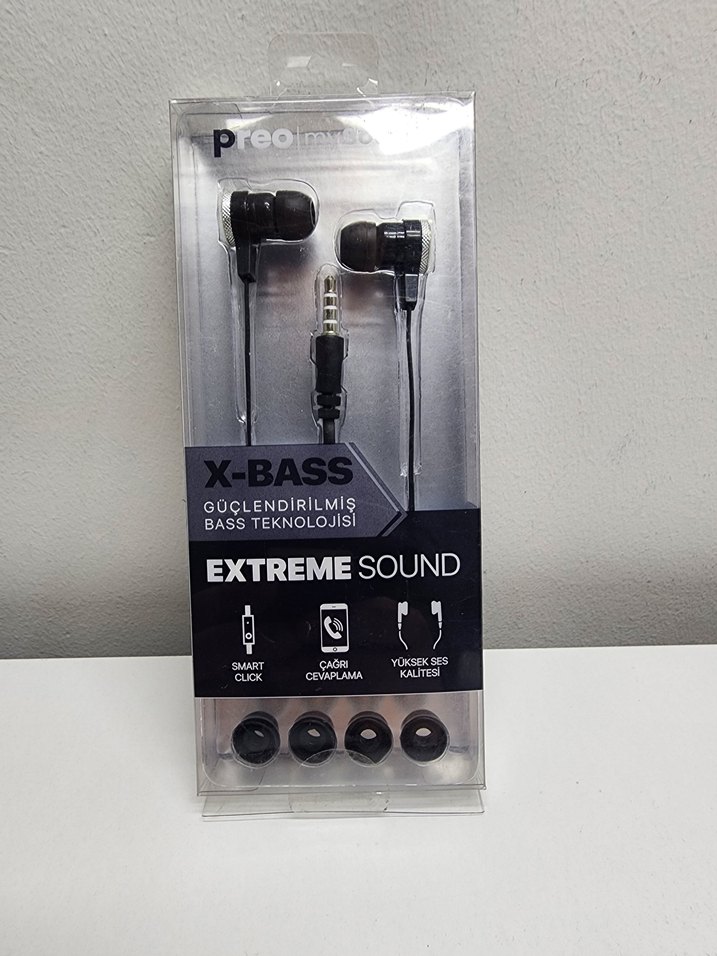 preo
X-BASS
GÜÇLENDİRİLMİŞ
BASS TEKNOLOJİSİ
EXTREME SOUND
SMART
CLICK
ÇAĞRI
CEVAPLAMA
YÜKSEK SES
KALİTESİ